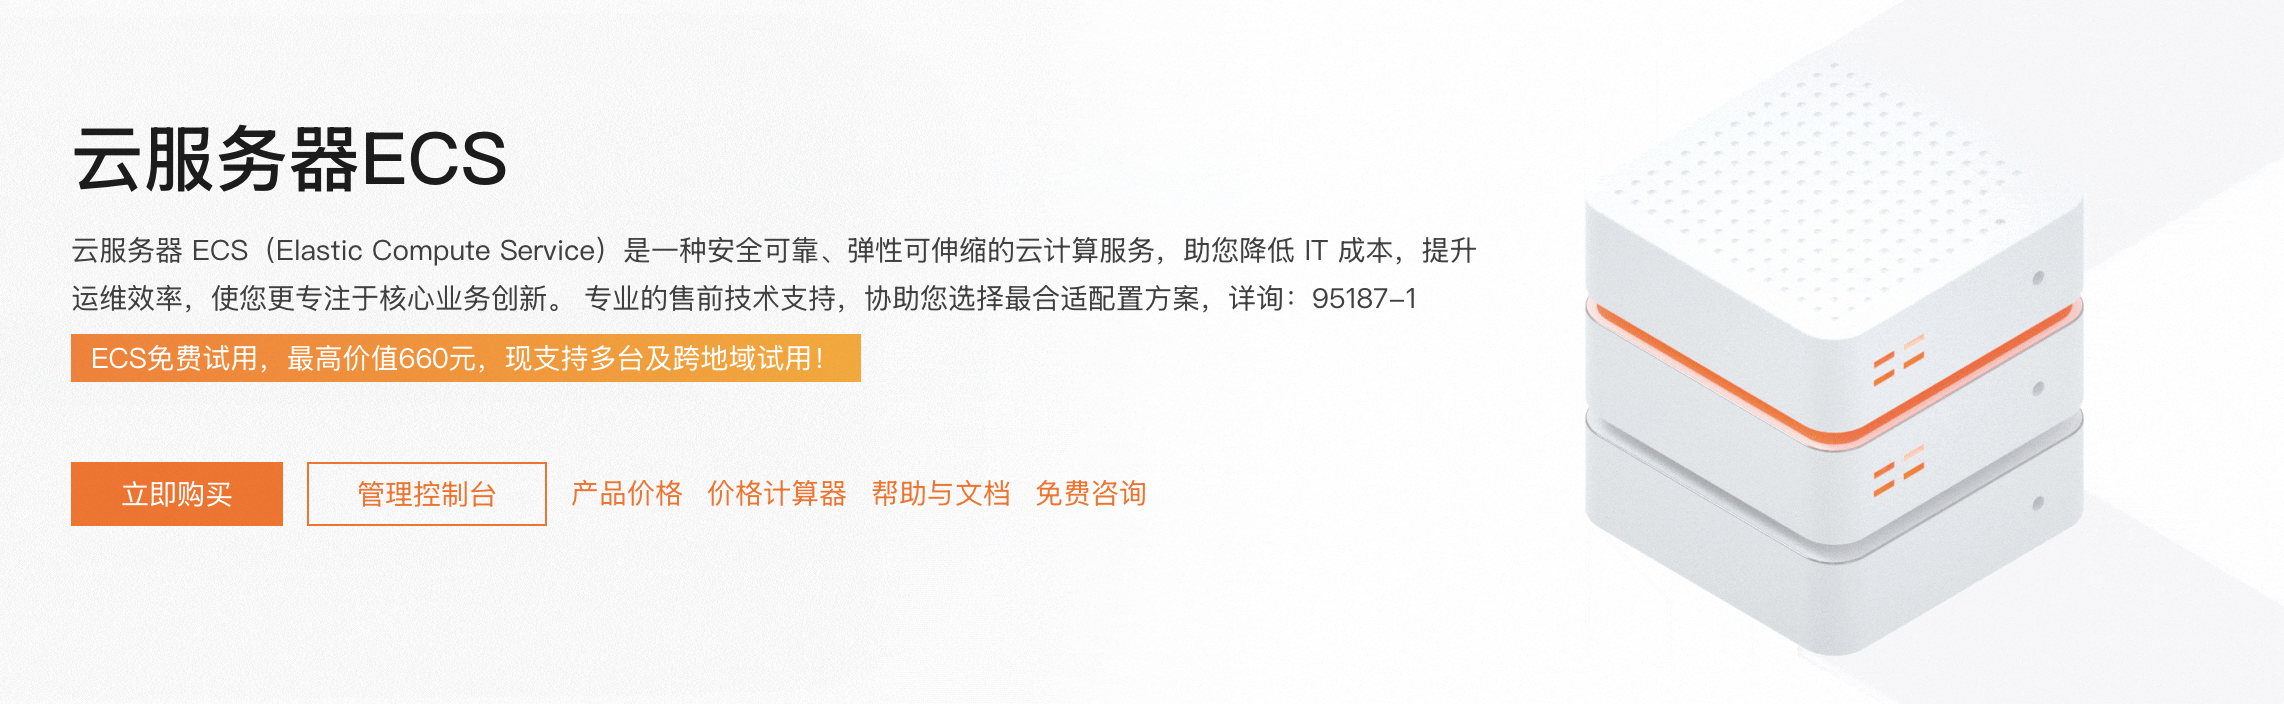 云服务器ECS
云服务器 ECS（Elastic Compute Service）是一种安全可靠、弹性可伸缩的云计算服务，助您降低 IT 成本，提升
运维效率，使您更专注于核心业务创新。 专业的售前技术支持，协助您选择最合适配置方案，详询：95187-1
ECS免费试用，最高价值660元，现支持多台及跨地域试用！
立即购买 管理控制台 产品价格 价格计算器 帮助与文档 免费咨询